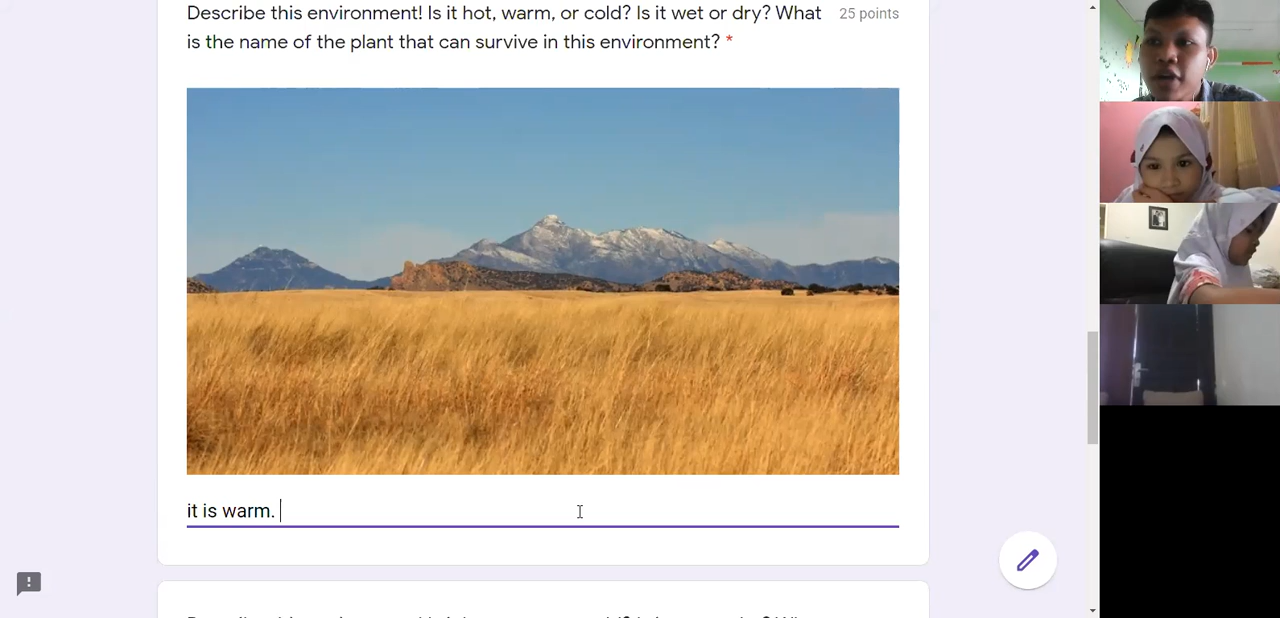 Describe this environment! Is it hot, warm, or cold? Is it wet or dry? What
25 points
is the name of the plant that can survive in this environment? *
it is warm.